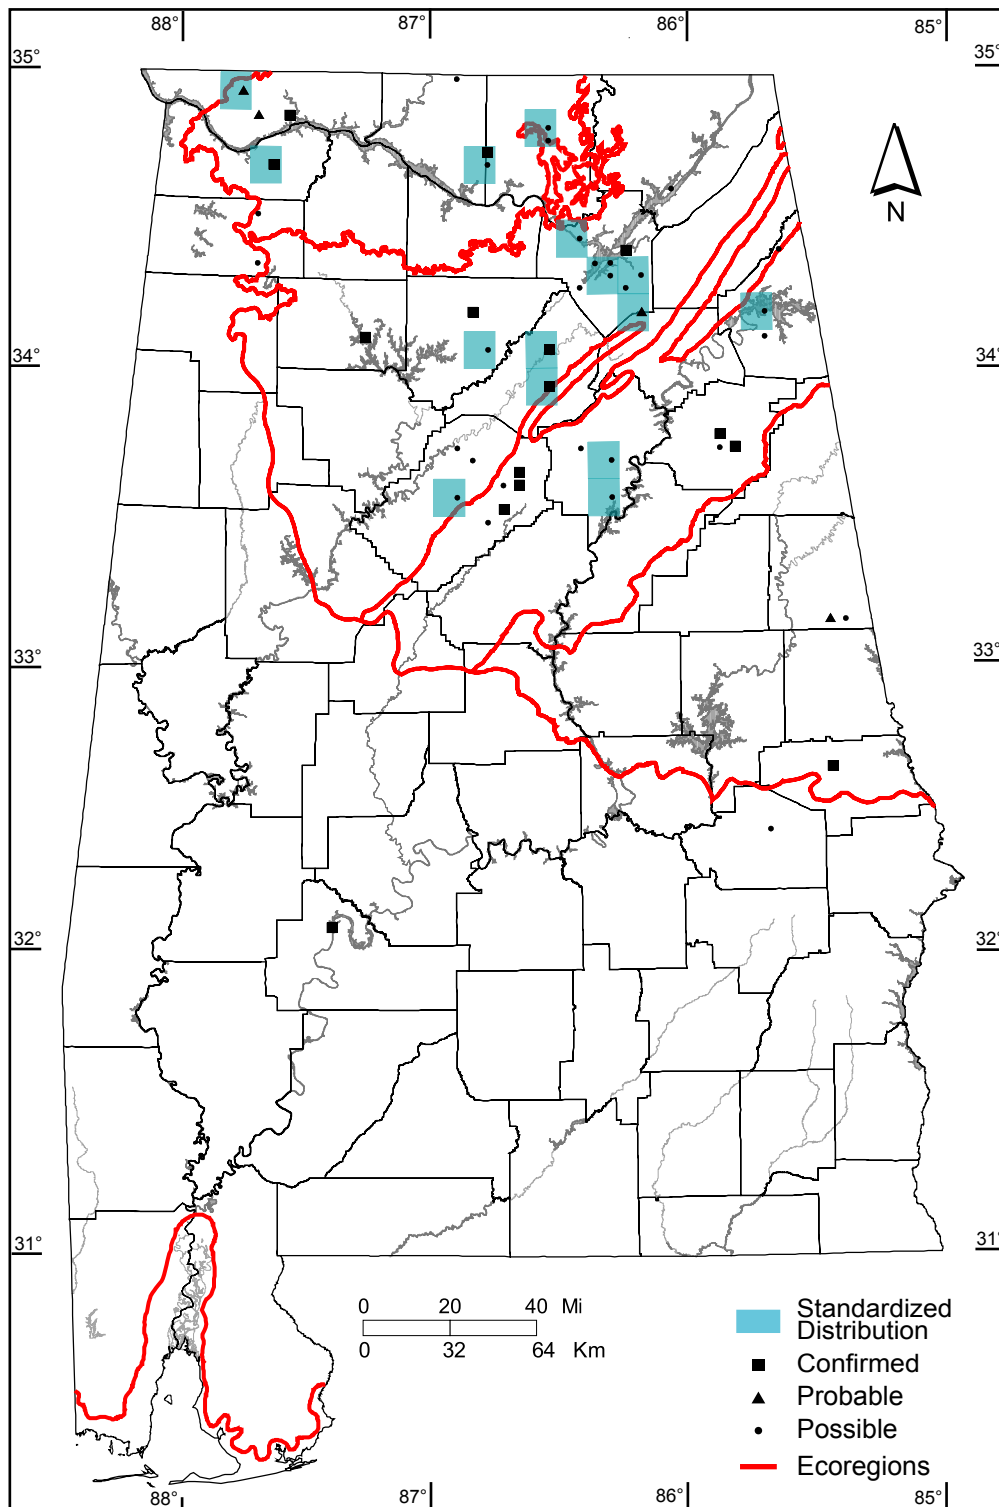 88° 87° 86° 85°
35° 35°
N
34° 34°
33° 33°
32° 32°
31° 31°
0 20 40 Mi
0 32 64 Km
Standardized
Distribution
Confirmed
Probable
Possible
Ecoregions
88° 87° 86° 85°